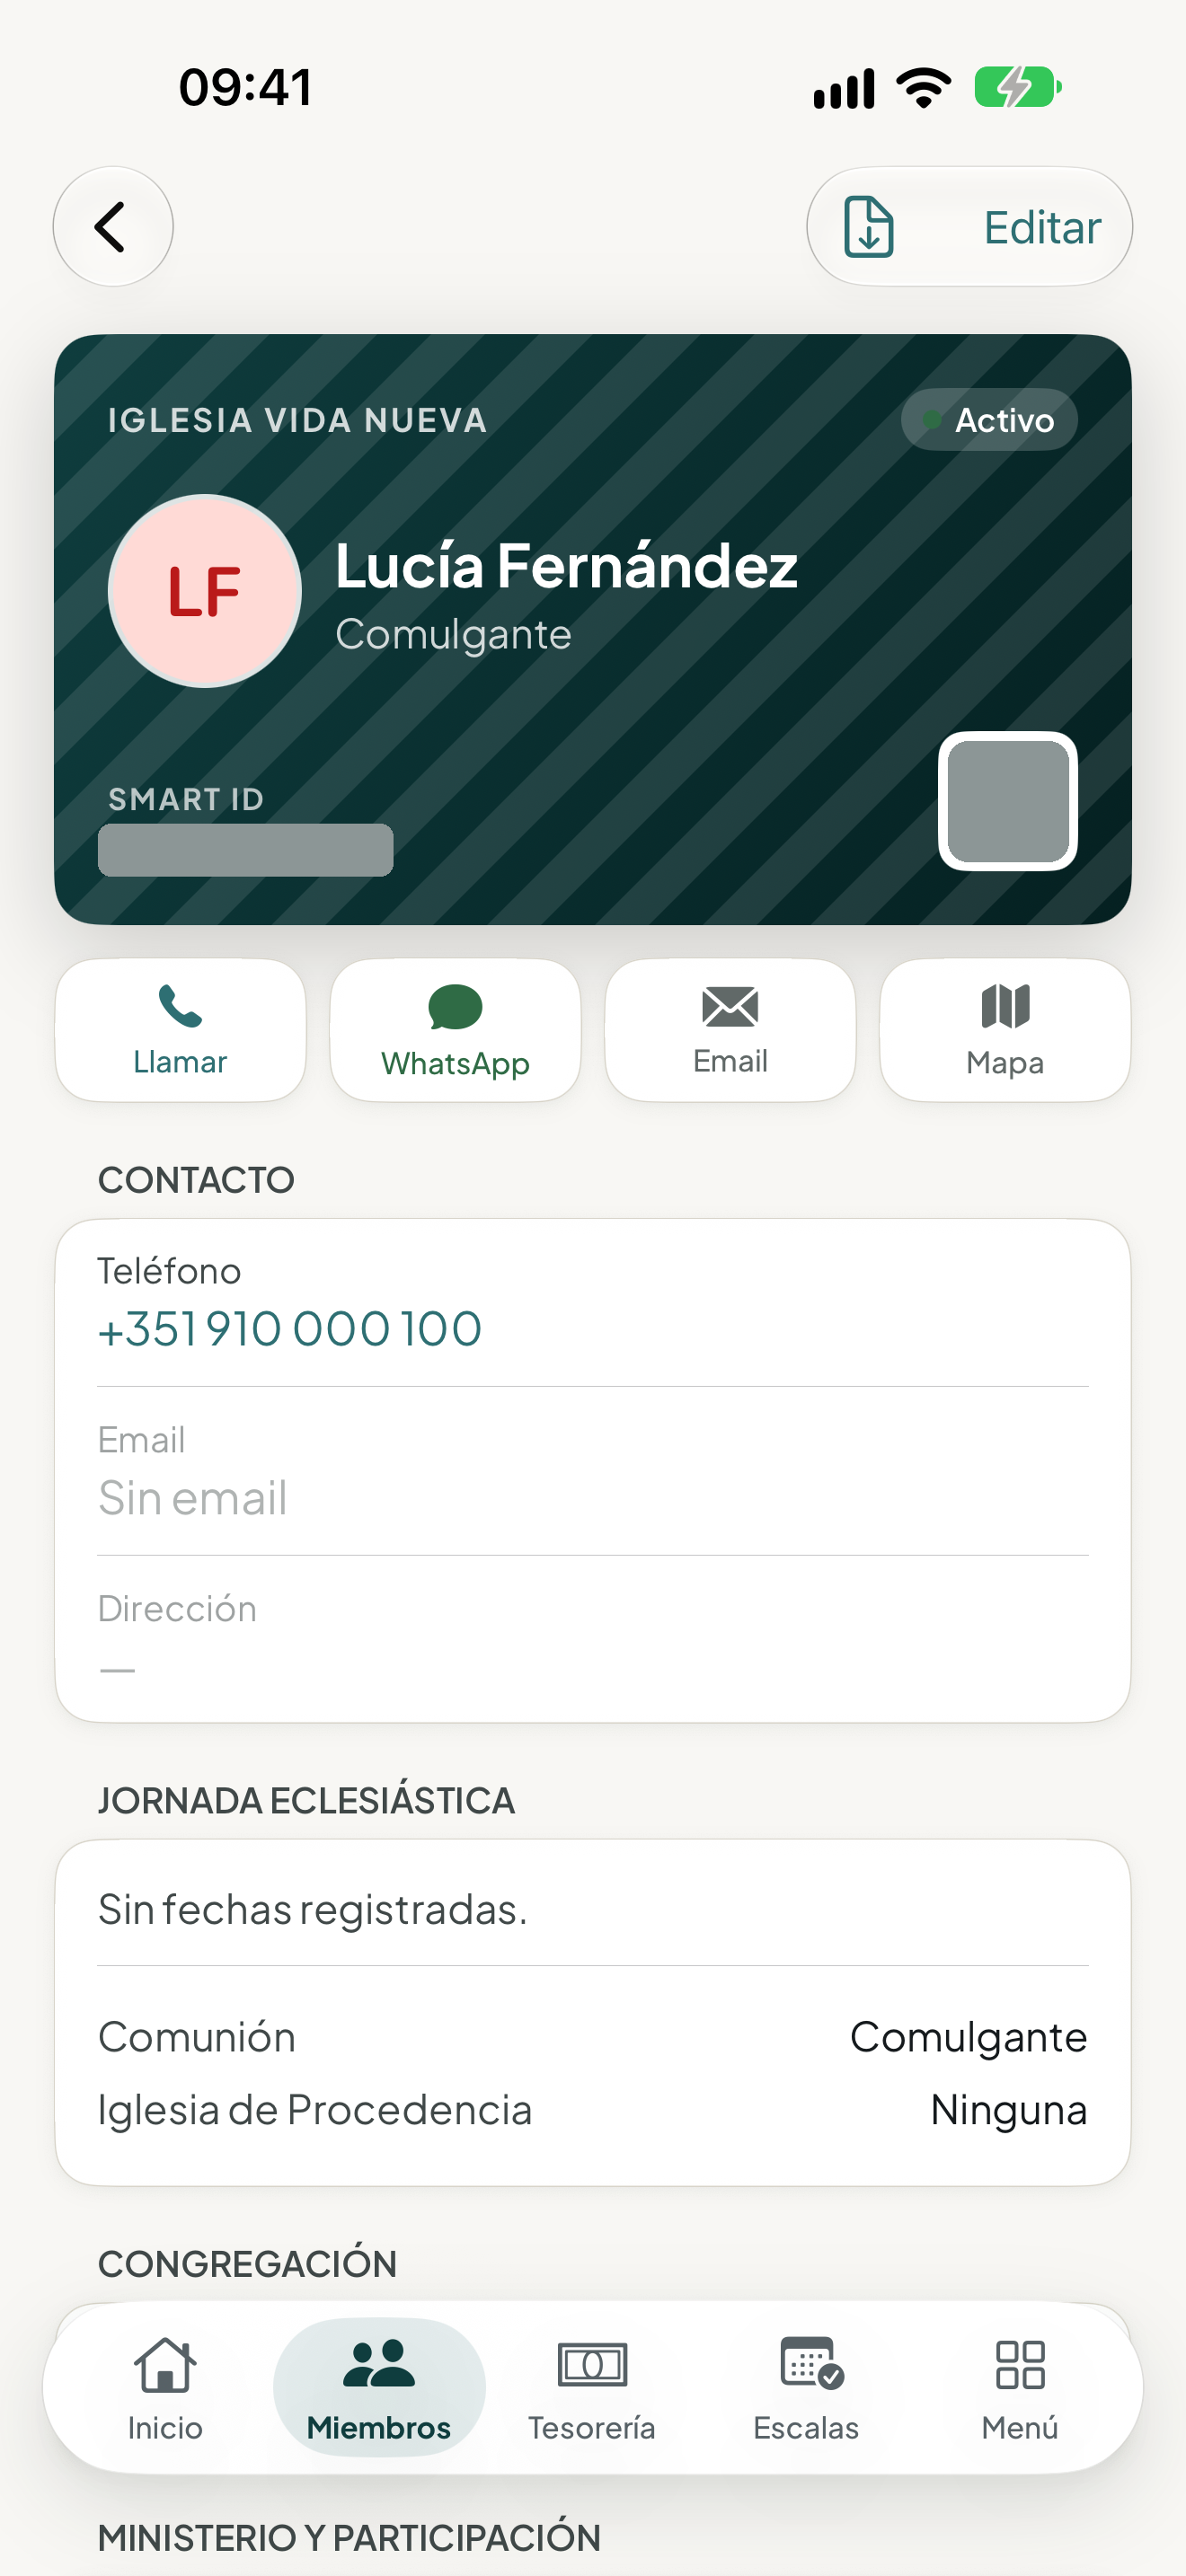 09:41
Editar
IGLESIA VIDA NUEVA
Activo
LF
Lucía Fernández
Comulgante
SMART ID
Llamar
WhatsApp
Email
Mapa
CONTACTO
Teléfono
+351 910 000 100
Email
Sin email
Dirección
—
JORNADA ECLESIÁSTICA
Sin fechas registradas.
Comunión Comulgante
Iglesia de Procedencia Ninguna
CONGREGACIÓN
Inicio
Miembros
Tesorería
Escalas
Menú
MINISTERIO Y PARTICIPACIÓN